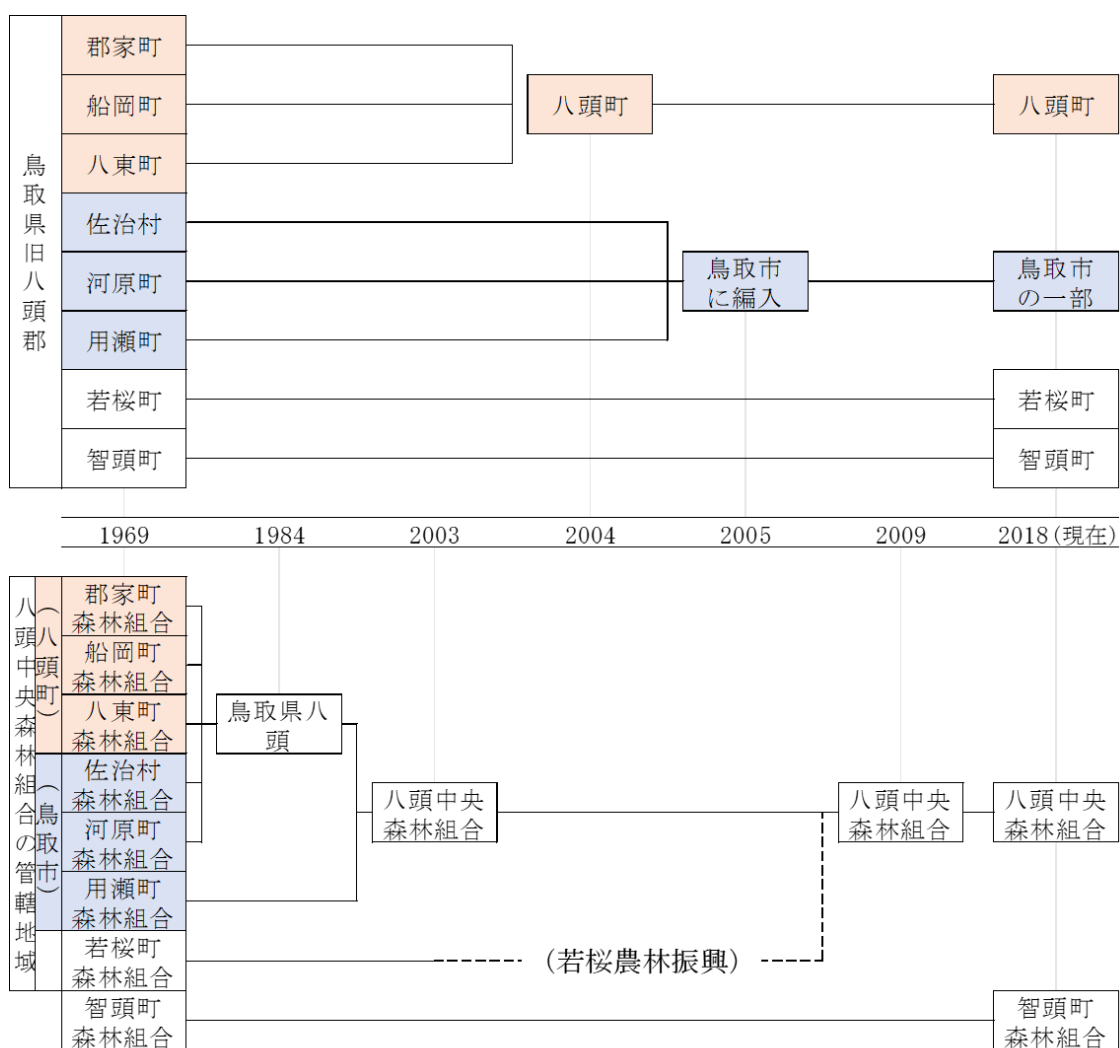 鳥取県旧八頭郡
郡家町
船岡町
八頭町
八頭町
八東町
佐治村
河原町
鳥取市
に編入
鳥取市
の一部
用瀬町
若桜町
若桜町
智頭町
智頭町
1969
1984
2003
2004
2005
2009
2018(現在)
八頭中央森林組合の管轄地域
(八頭町)
(鳥取市)
郡家町
森林組合
船岡町
森林組合
八東町
森林組合
鳥取県八
頭
佐治村
森林組合
八頭中央
森林組合
八頭中央
森林組合
八頭中央
森林組合
河原町
森林組合
用瀬町
森林組合
若桜町
森林組合
(若桜農林振興)
智頭町
森林組合
智頭町
森林組合